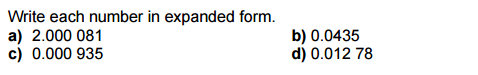 Write each number in expanded form.
a) 2.000 081 b) 0.0435
c) 0.000 935 d) 0.012 78